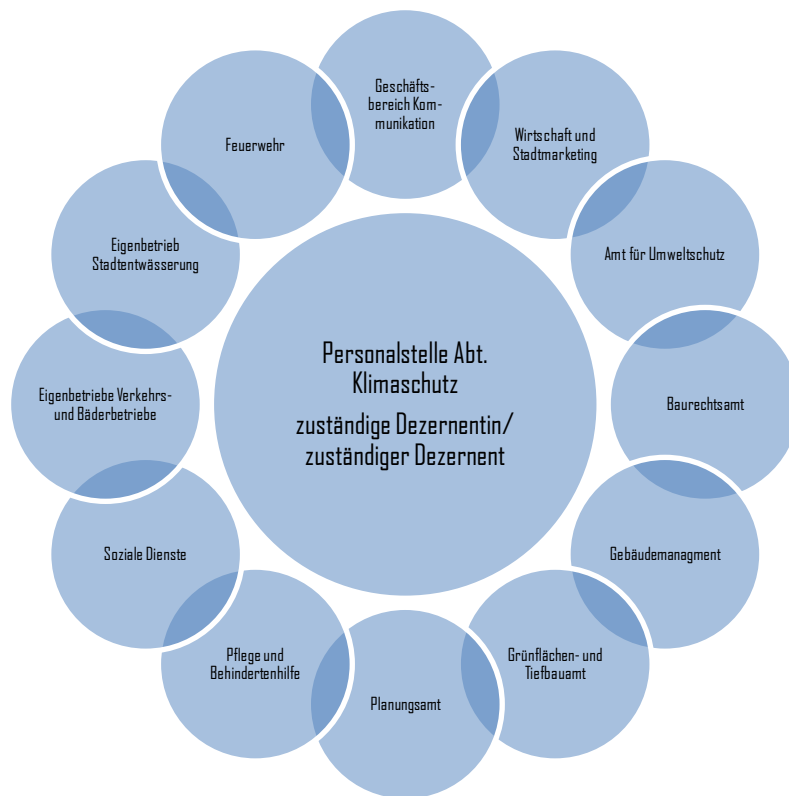 Geschäfts-
bereich Kom-
munikation
Wirtschaft und
Stadtmarketing
Amt für Umweltschutz
Baurechtsamt
Gebäudemanagment
Grünflächen- und
Tiefbauamt
Planungsamt
Pflege und
Behindertenhilfe
Soziale Dienste
Eigenbetriebe Verkehrs-
und Bäderbetriebe
Eigenbetrieb
Stadtentwässerung
Feuerwehr
Personalstelle Abt.
Klimaschutz
zuständige Dezernentin/
zuständiger Dezernent